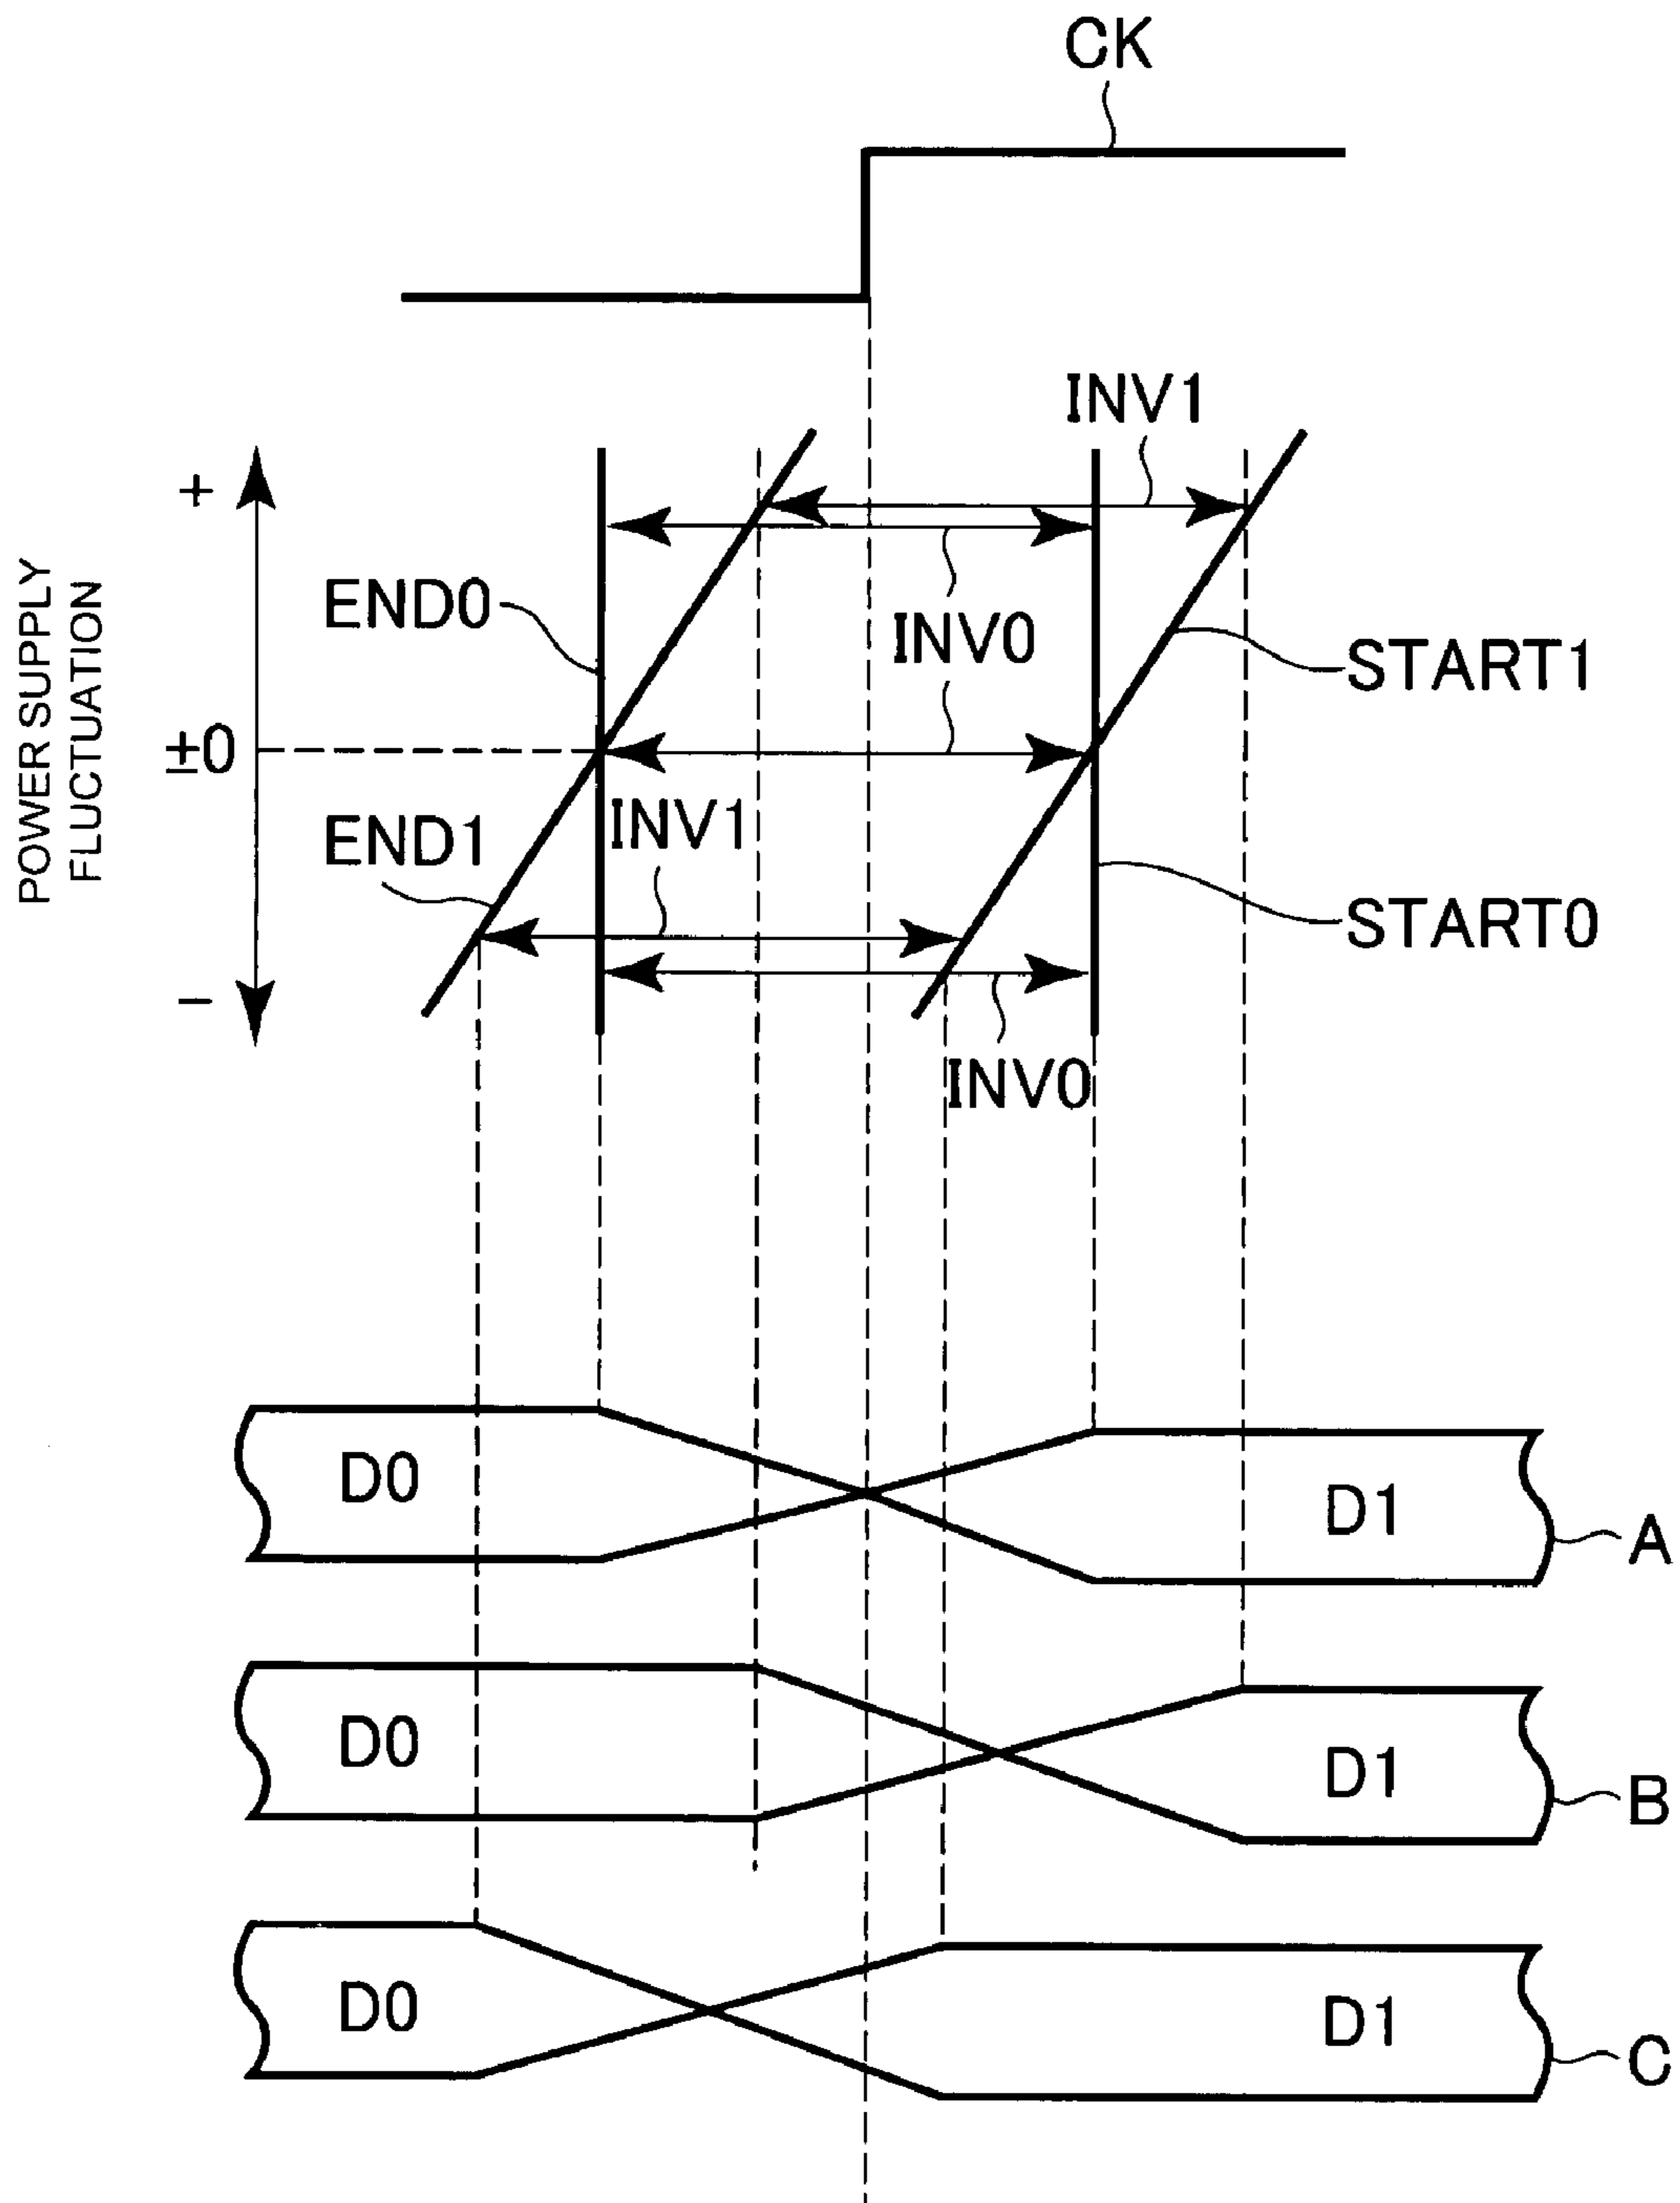 CK
INV1
+
END0
INV0
START1
POWER SUPPLY
FLUCTUATION
±0
END1
INV1
START0
−
INV0
D0
D1
A
D0
D1
B
D0
D1
C